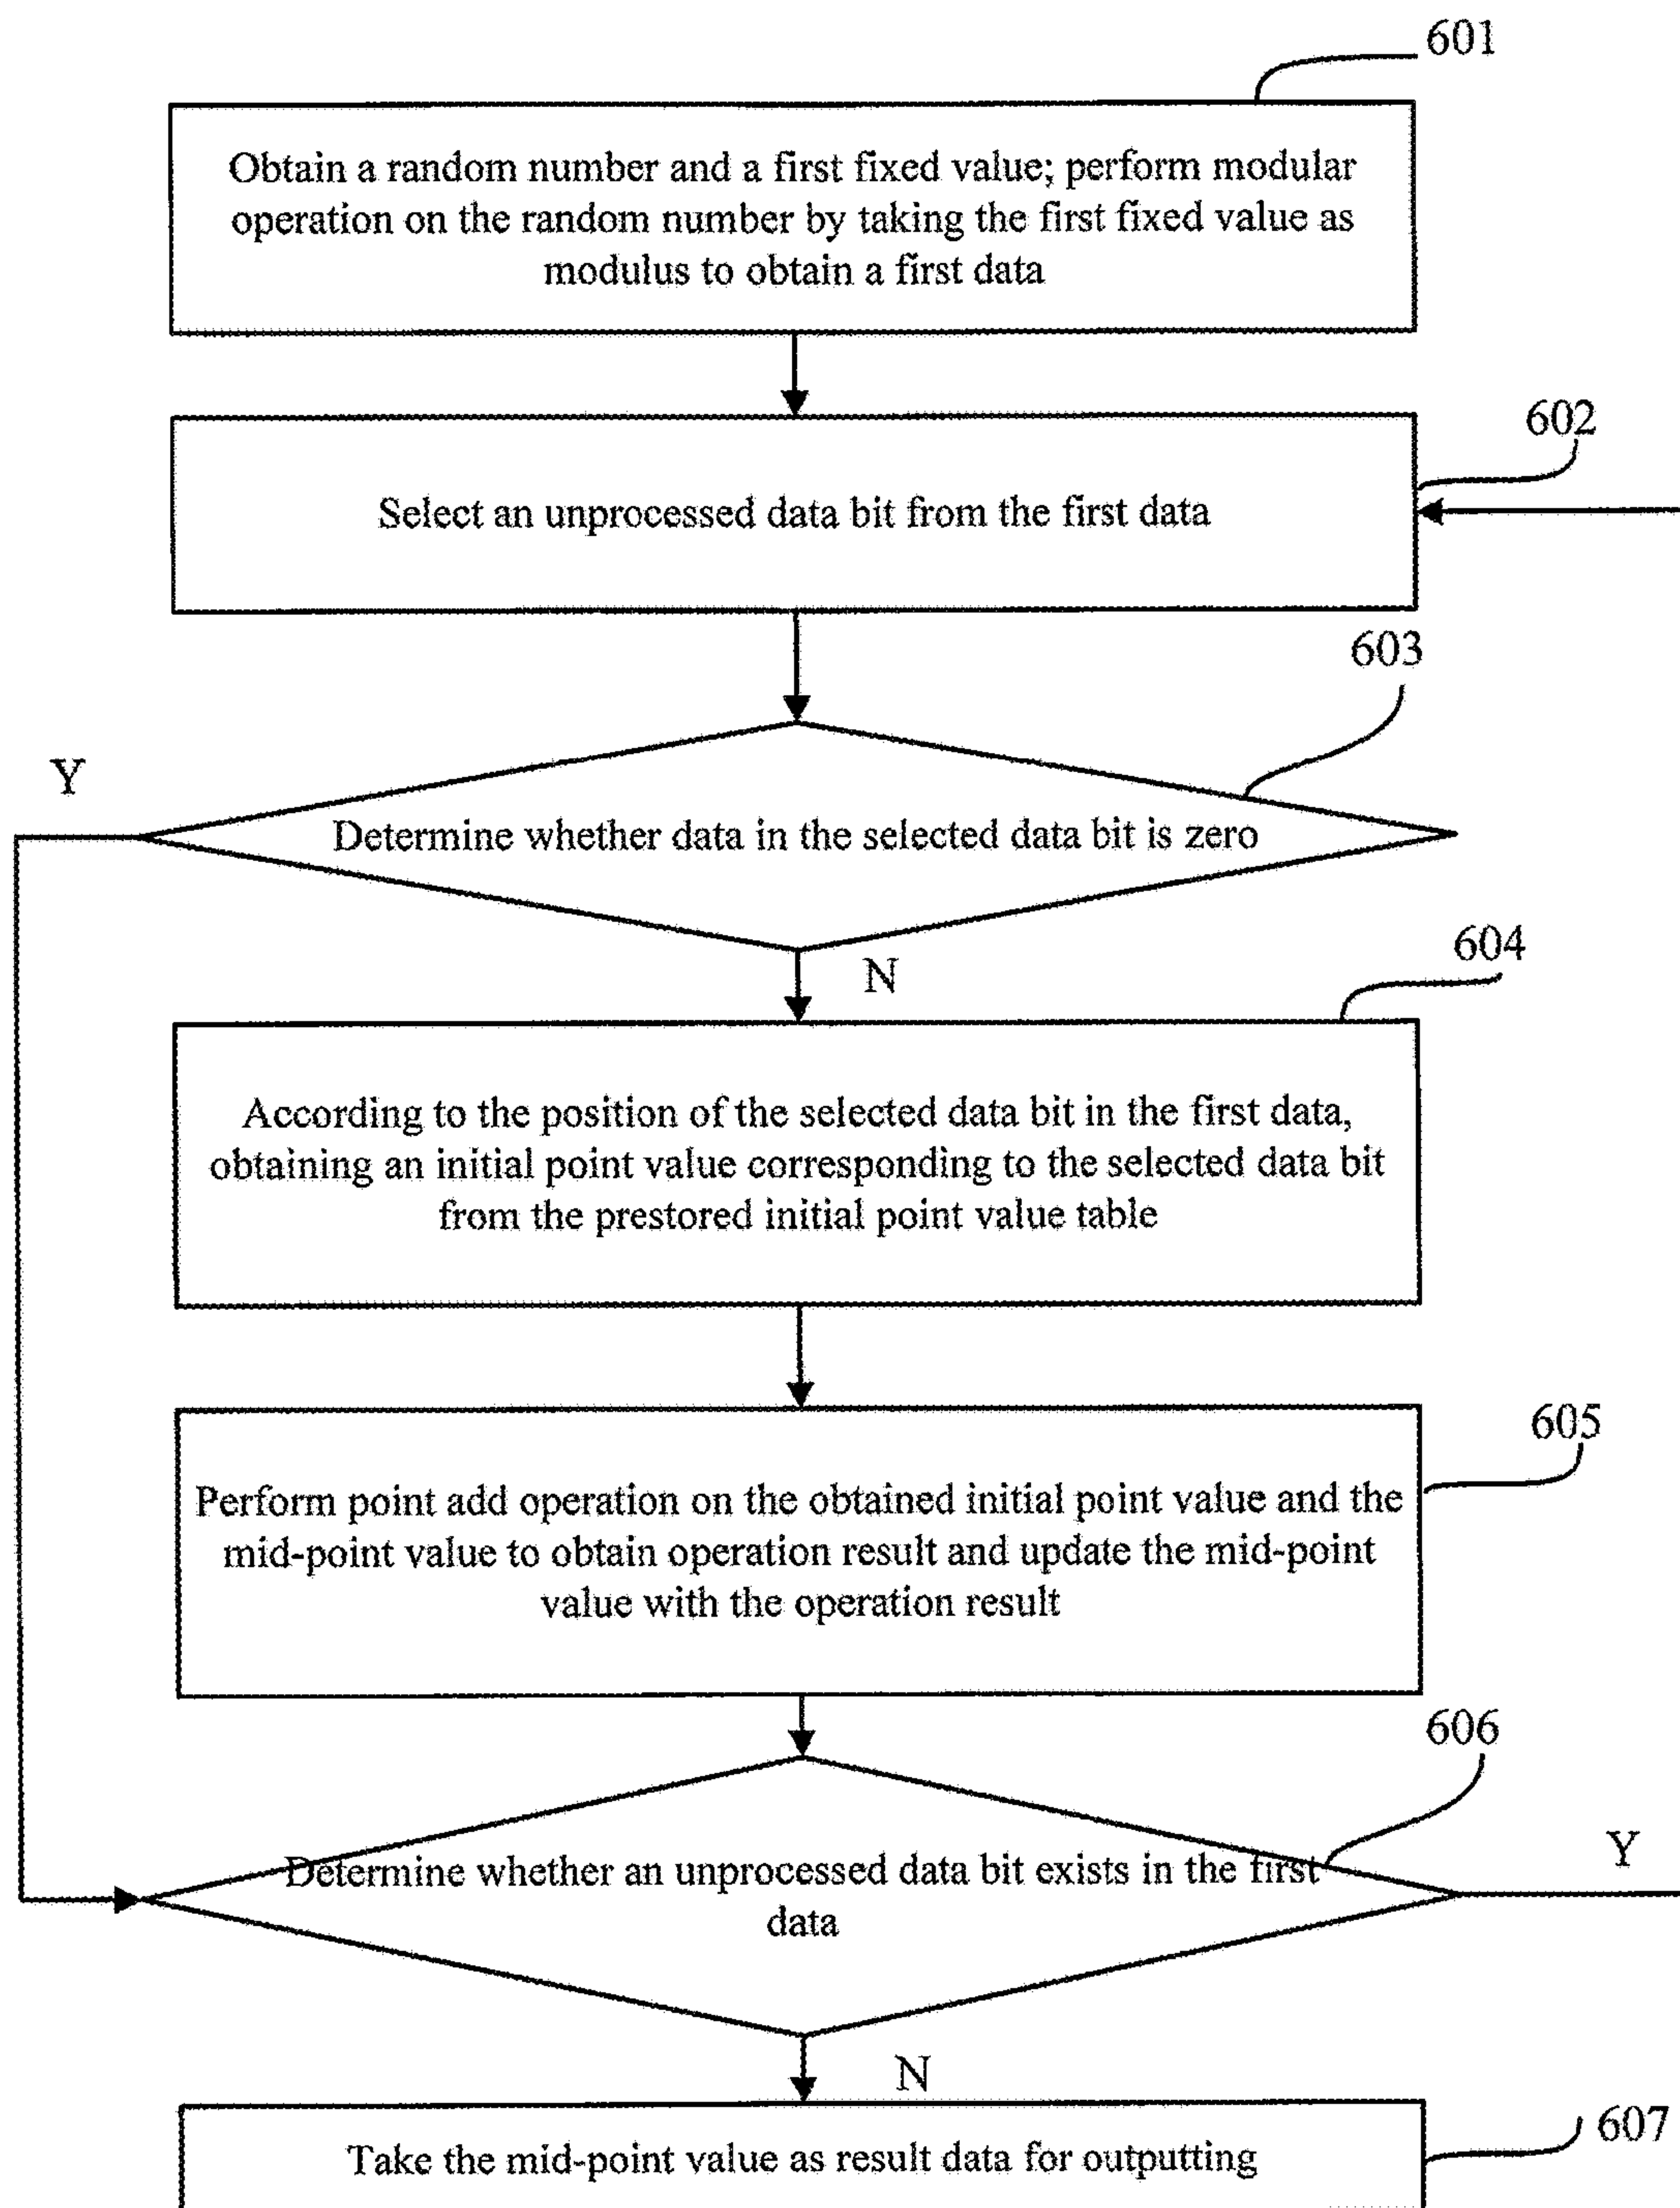 601
Obtain a random number and a first fixed value; perform modular
operation on the random number by taking the first fixed value as
modulus to obtain a first data
602
Select an unprocessed data bit from the first data
603
Y
Determine whether data in the selected data bit is zero
604
N
According to the position of the selected data bit in the first data,
obtaining an initial point value corresponding to the selected data bit
from the prestored initial point value table
605
Perform point add operation on the obtained initial point value and the
mid-point value to obtain operation result and update the mid-point
value with the operation result
606
Y
Determine whether an unprocessed data bit exists in the first
data
N
607
Take the mid-point value as result data for outputting